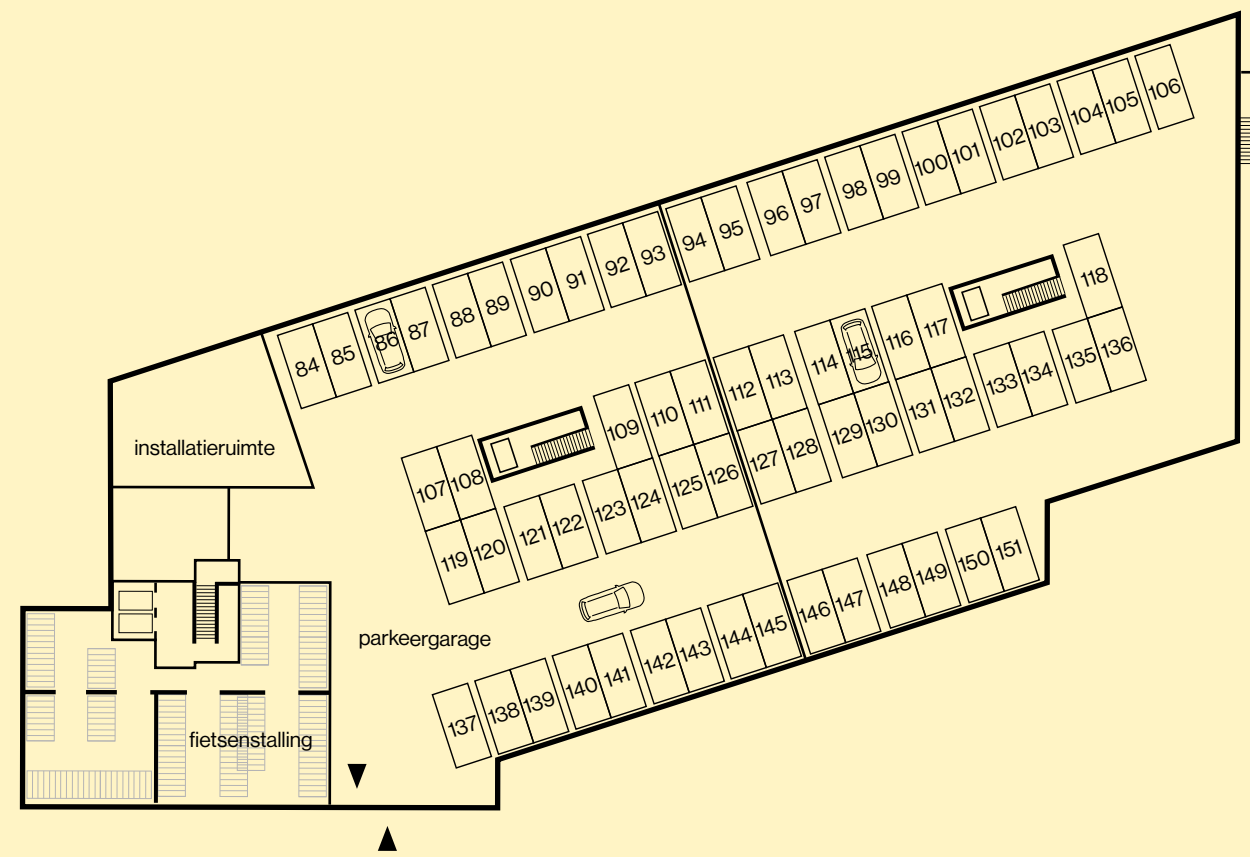 84 85 86 87 88 89 90 91 92 93 94 95 96 97 98 99 100 101 102 103 104 105 106
107 108 109 110 111 112 113 114 115 116 117 118
119 120 121 122 123 124 125 126 127 128 129 130 131 132 133 134 135 136
installatieruimte
parkeergarage
137 138 139 140 141 142 143 144 145 146 147 148 149 150 151
fietsenstalling